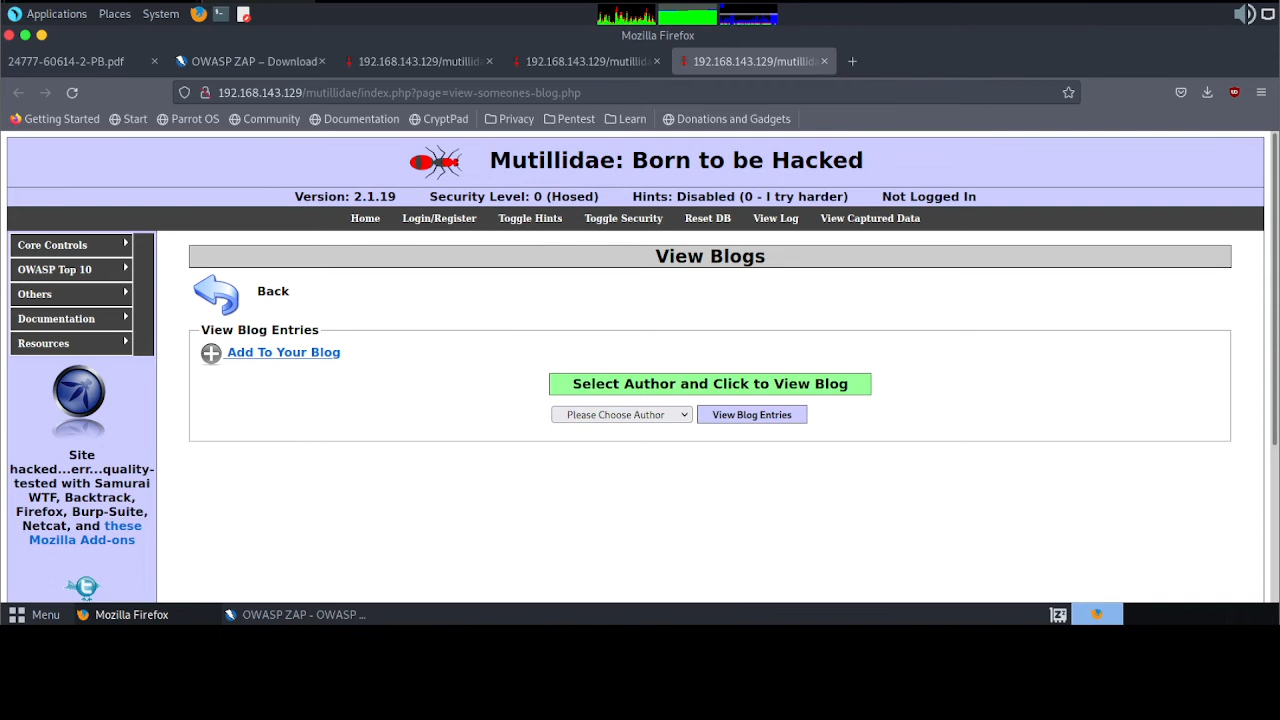 Applications Places System
Mozilla Firefox
24777-60614-2-PB.pdf × OWASP ZAP – Download × 192.168.143.129/mutillida × 192.168.143.129/mutillida × 192.168.143.129/mutillida × +
192.168.143.129/mutillidae/index.php?page=view-someones-blog.php
Getting Started Start Parrot OS Community Documentation CryptPad Privacy Pentest Learn Donations and Gadgets
Mutillidae: Born to be Hacked
Version: 2.1.19 Security Level: 0 (Hosed) Hints: Disabled (0 - I try harder) Not Logged In
Home Login/Register Toggle Hints Toggle Security Reset DB View Log View Captured Data
Core Controls
OWASP Top 10
Others
Documentation
Resources
View Blogs
Back
View Blog Entries
Add To Your Blog
Select Author and Click to View Blog
Please Choose Author View Blog Entries
Site
hacked...err...quality-
tested with Samurai
WTF, Backtrack,
Firefox, Burp-Suite,
Netcat, and these
Mozilla Add-ons
Menu Mozilla Firefox OWASP ZAP - OWASP ...